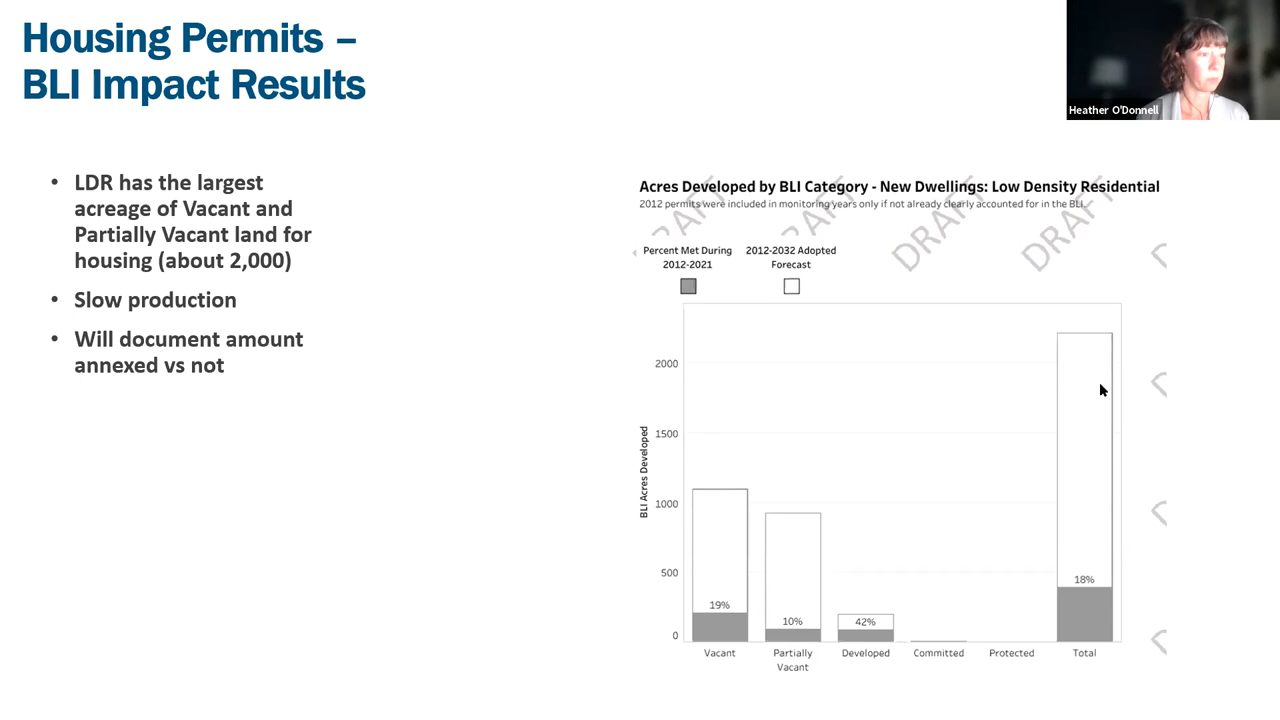 Housing Permits –
BLI Impact Results
Heather O'Donnell
• LDR has the largest
acreage of Vacant and
Partially Vacant land for
housing (about 2,000)
• Slow production
• Will document amount
annexed vs not
Acres Developed by BLI Category - New Dwellings: Low Density Residential
2012 permits were included in monitoring years only if not already clearly accounted for in the BLI.
RAFT
RAFT
DRAFT
DRAFT
Percent Met During
2012-2021
2012-2032 Adopted
Forecast
BLI Acres Developed
2000
1500
1000
500
0
19%
10%
42%
18%
Vacant
Partially
Vacant
Developed
Committed
Protected
Total